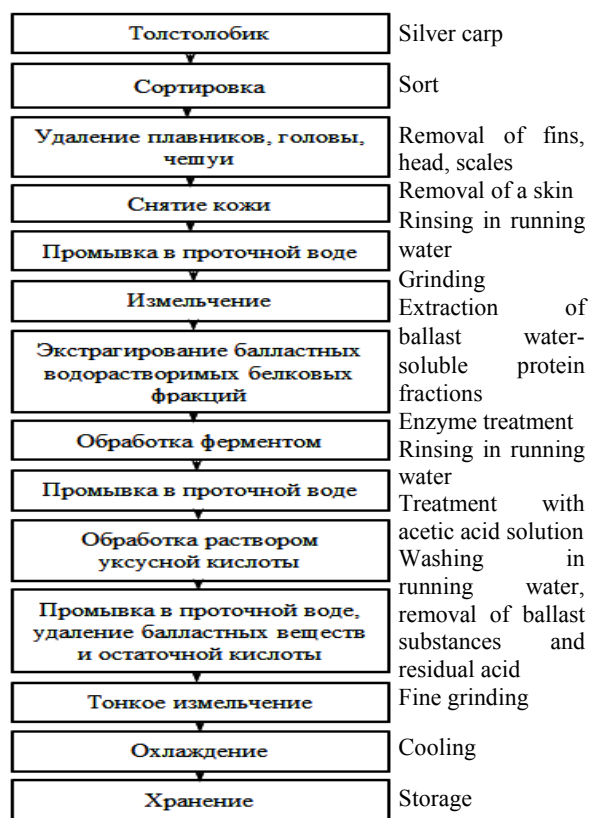 Толстолобик
Silver carp
Сортировка
Sort
Удаление плавников, головы,
чешуи
Removal of fins,
head, scales
Снятие кожи
Removal of a skin
Промывка в проточной воде
Rinsing in running
water
Измельчение
Grinding
Экстрагирование балластных
водорастворимых белковых
фракций
Extraction of
ballast water-
soluble protein
fractions
Обработка ферментом
Enzyme treatment
Промывка в проточной воде
Rinsing in running
water
Обработка раствором
уксусной кислоты
Treatment with
acetic acid solution
Промывка в проточной воде,
удаление балластных веществ
и остаточной кислоты
Washing in
running water,
removal of ballast
substances and
residual acid
Тонкое измельчение
Fine grinding
Охлаждение
Cooling
Хранение
Storage